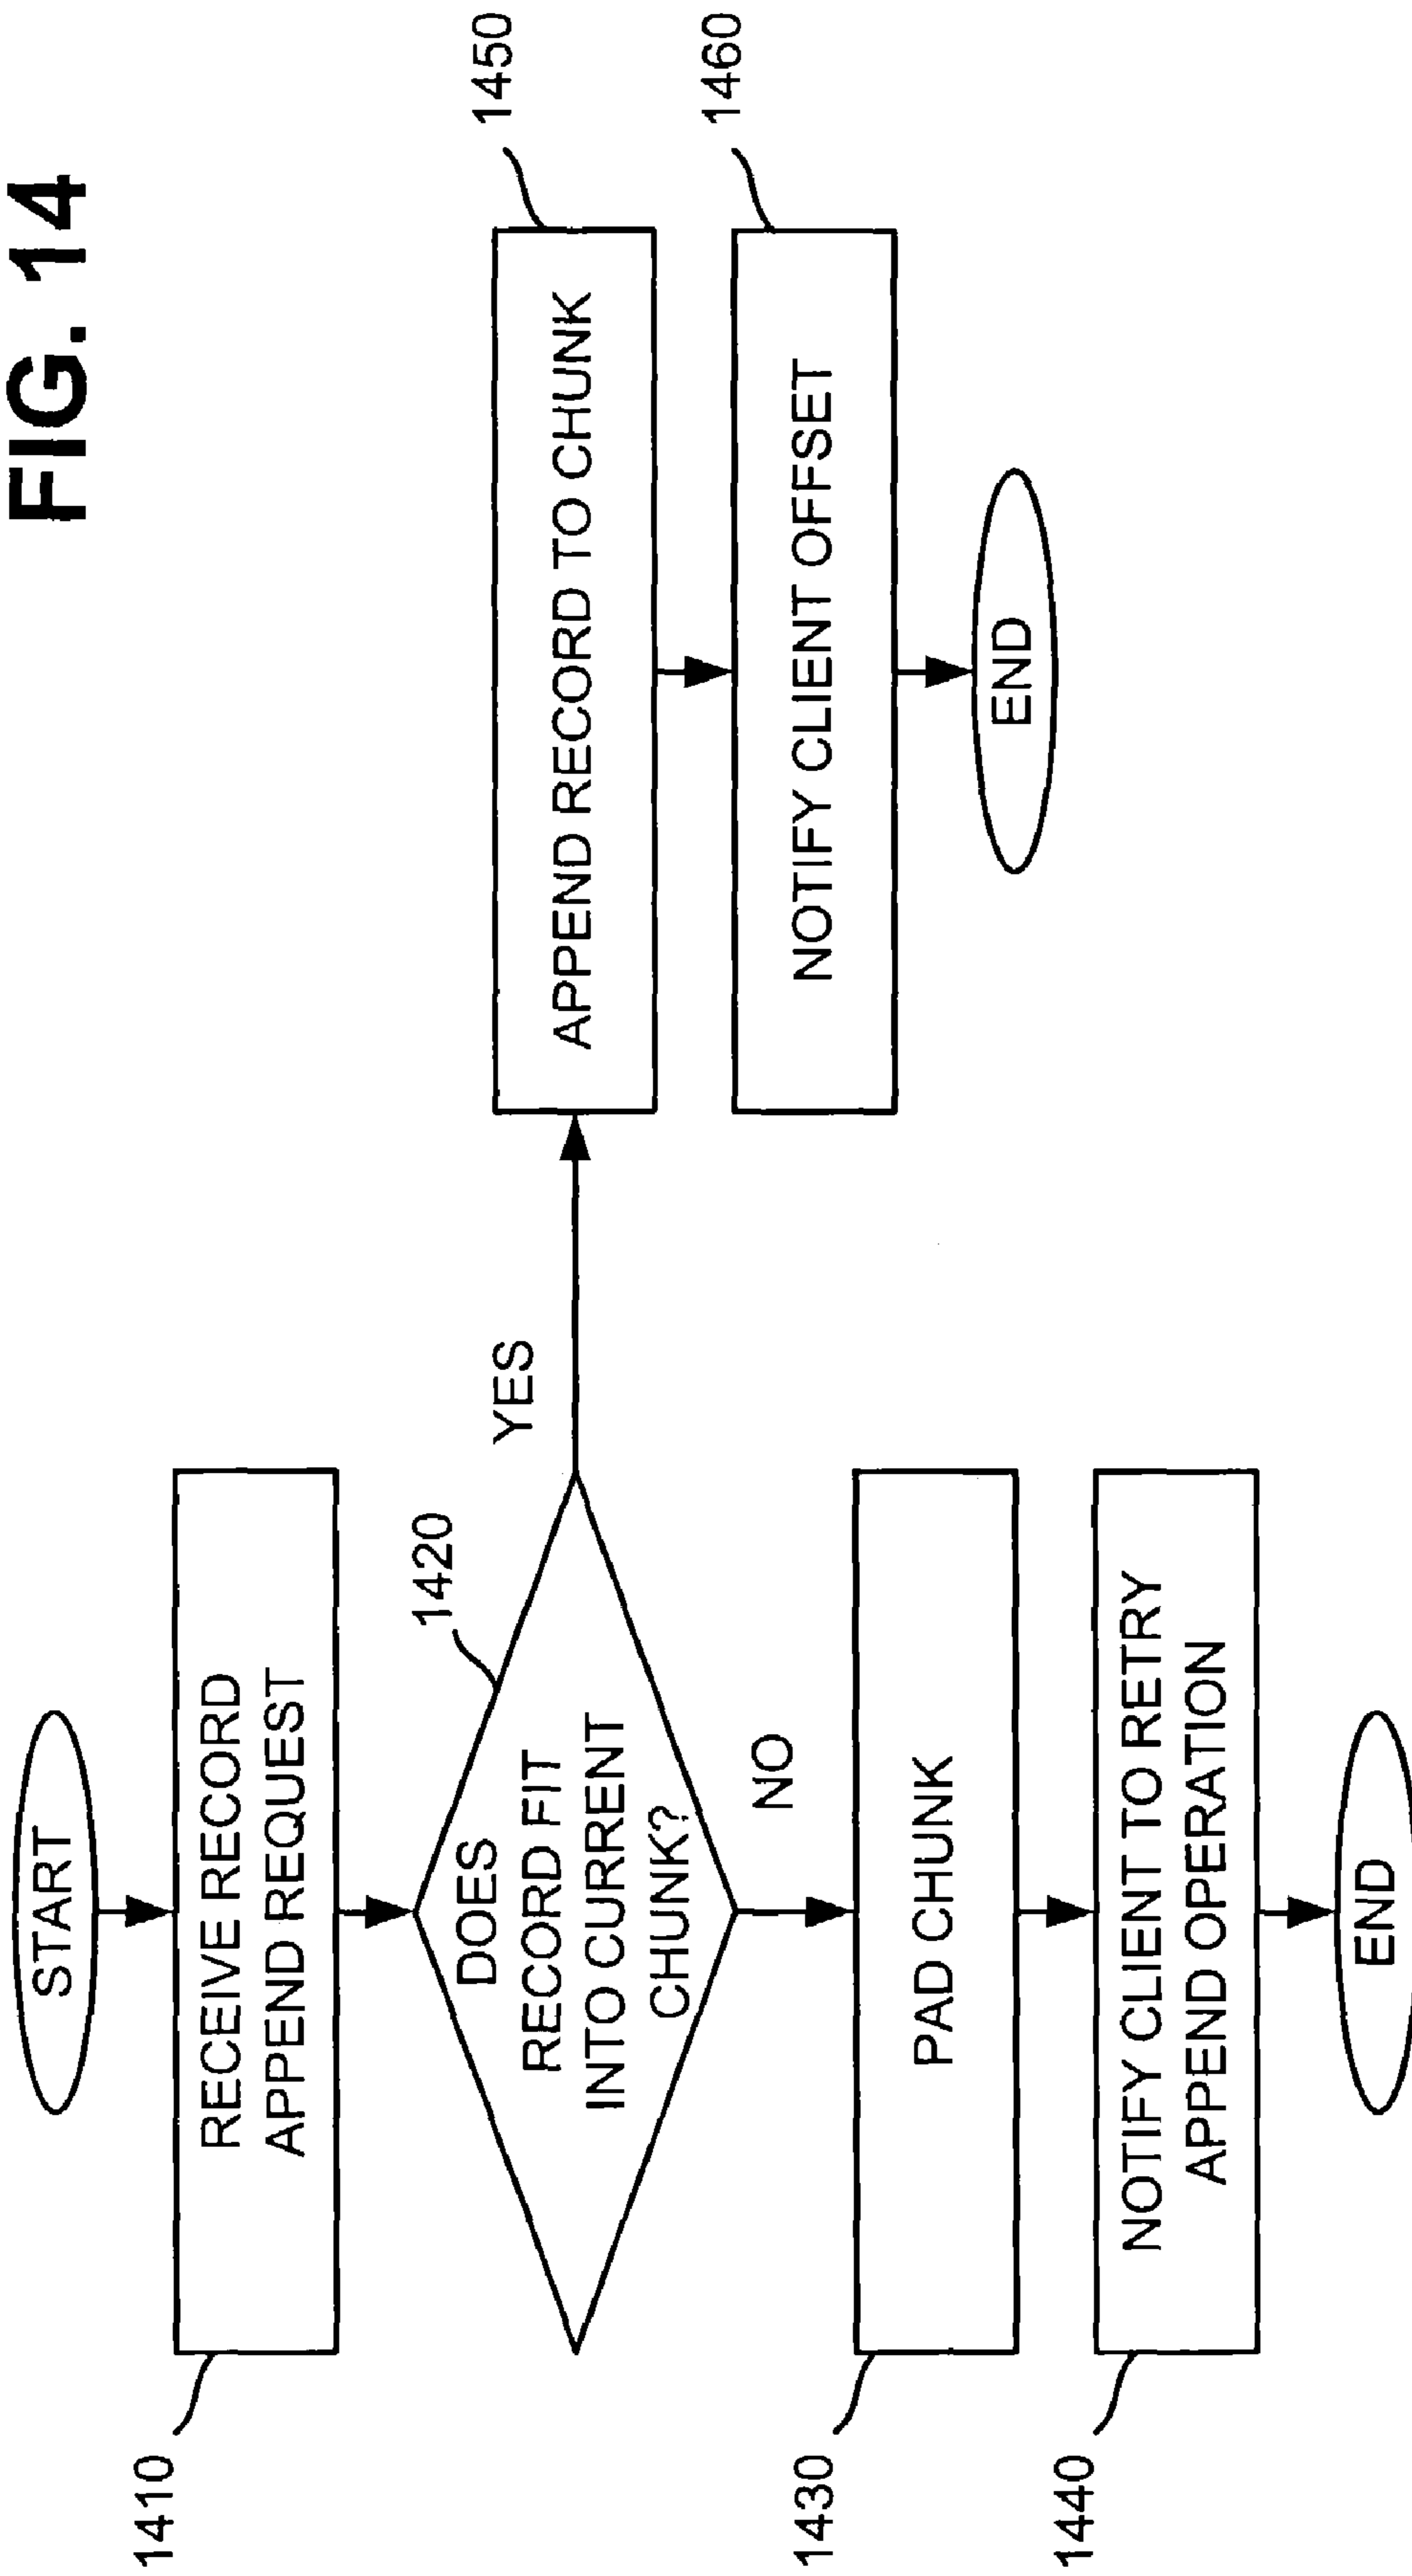 FIG. 14
START
1410
RECEIVE RECORD
APPEND REQUEST
1420
DOES
RECORD FIT
INTO CURRENT
CHUNK?
YES
1450
APPEND RECORD TO CHUNK
1460
NOTIFY CLIENT OFFSET
END
NO
1430
PAD CHUNK
1440
NOTIFY CLIENT TO RETRY
APPEND OPERATION
END